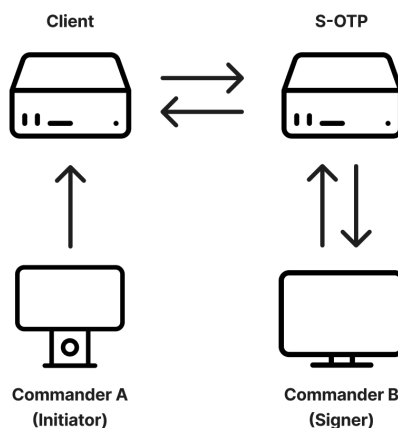 Client
S-OTP
Commander A
(Initiator)
Commander B
(Signer)